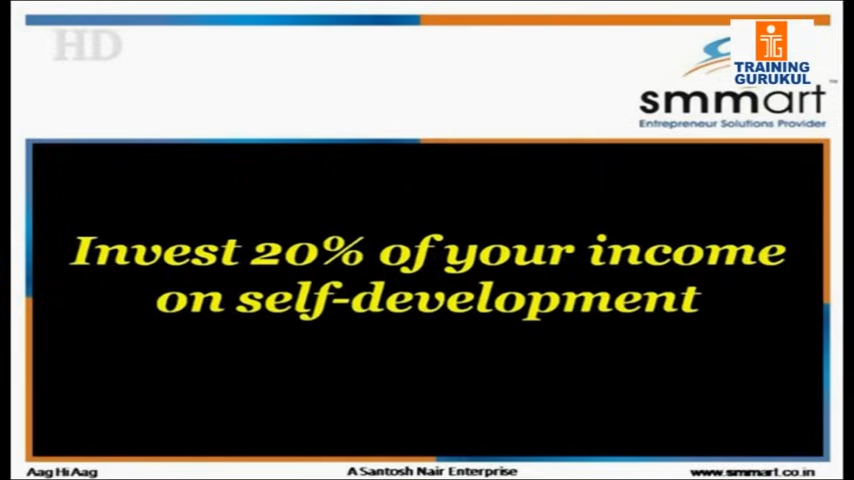 HD
TRAINING
GURUKUL
smmart™
Entrepreneur Solutions Provider
Invest 20% of your income
on self-development
Aag Hi Aag
A Santosh Nair Enterprise
www.smmart.co.in